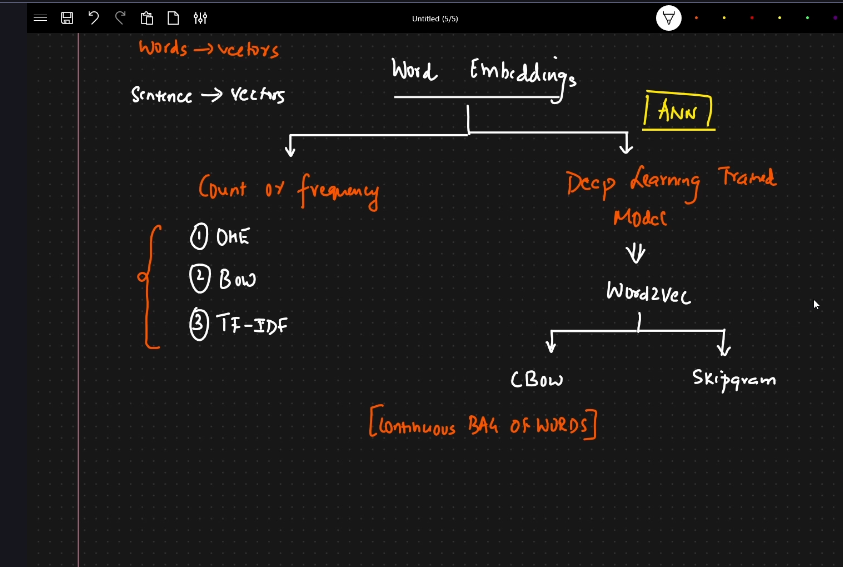 Untitled (5/5)
Words → vectors
Sentence → vectors
Word Embeddings
ANN
Count or frequency
① OHE
② BOW
③ TF-IDF
Deep Learning Trained
Model
Word2Vec
CBOW
Skipgram
[Continuous BAG OF WORDS]